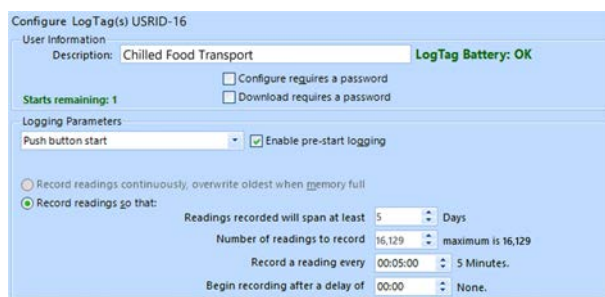 Configure LogTag(s) USRID-16
User Information
Description: Chilled Food Transport LogTag Battery: OK
Configure requires a password
Starts remaining: 1 Download requires a password
Logging Parameters
Push button start Enable pre-start logging
Record readings continuously, overwrite oldest when memory full
Record readings so that:
Readings recorded will span at least 5 Days
Number of readings to record 16,129 maximum is 16,129
Record a reading every 00:05:00 5 Minutes.
Begin recording after a delay of 00:00 None.